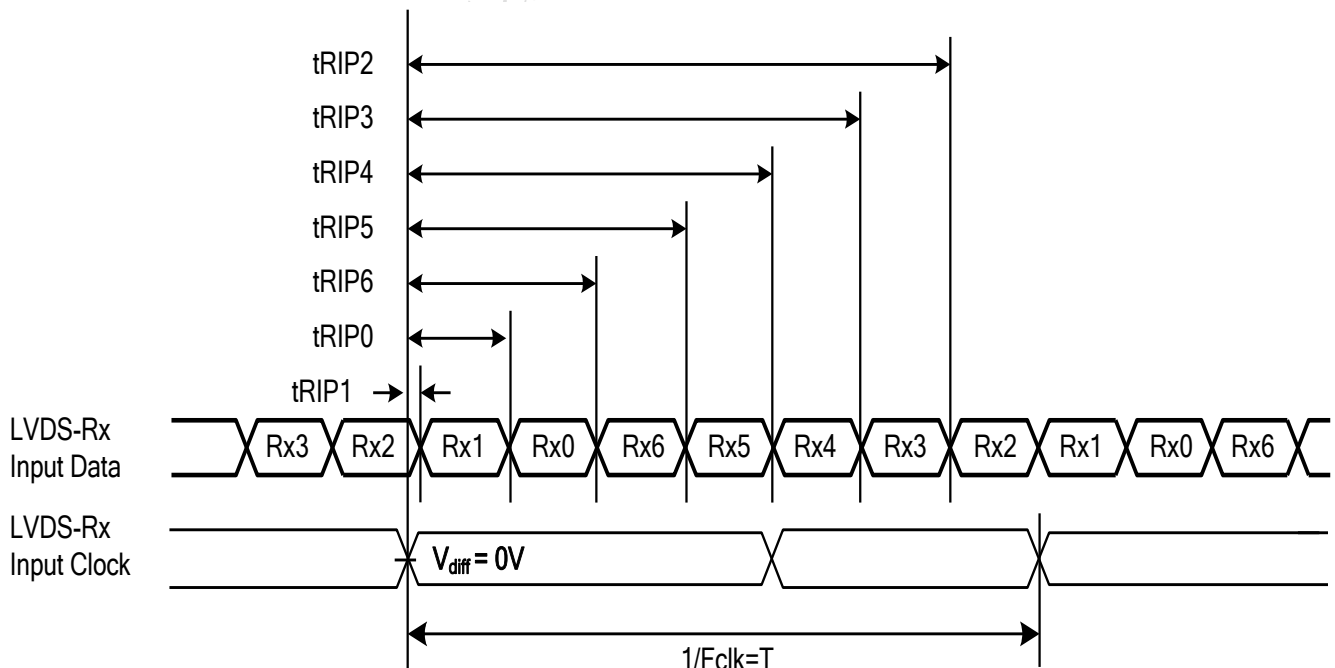 tRIP2
tRIP3
tRIP4
tRIP5
tRIP6
tRIP0
tRIP1
LVDS-Rx
Input Data
Rx3 Rx2 Rx1 Rx0 Rx6 Rx5 Rx4 Rx3 Rx2 Rx1 Rx0 Rx6
LVDS-Rx
Input Clock
Vdiff = 0V
1/Fclk=T